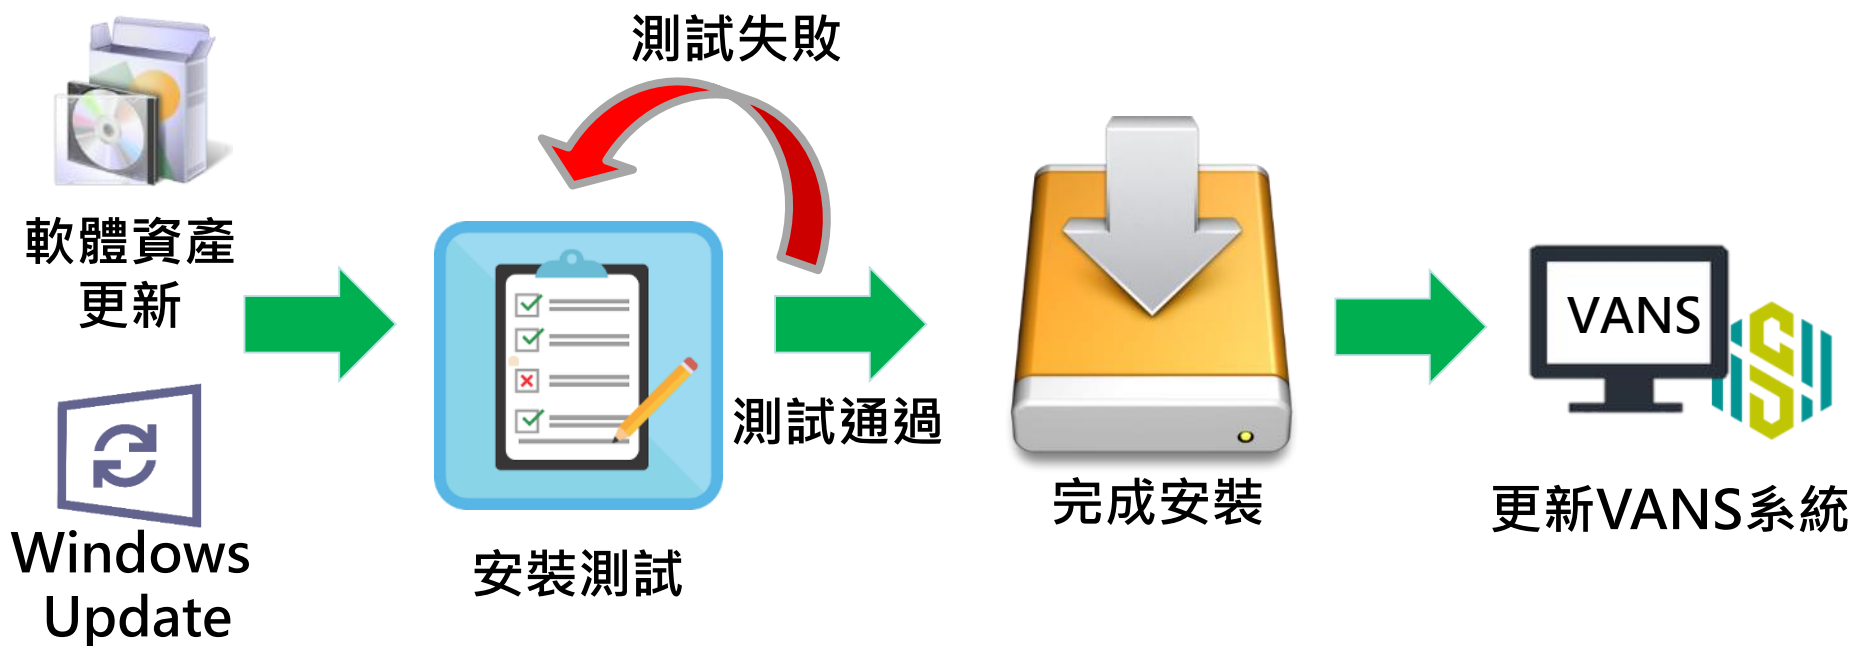 測試失敗
軟體資產
更新
Windows
Update
安裝測試
測試通過
完成安裝
VANS
更新VANS系統